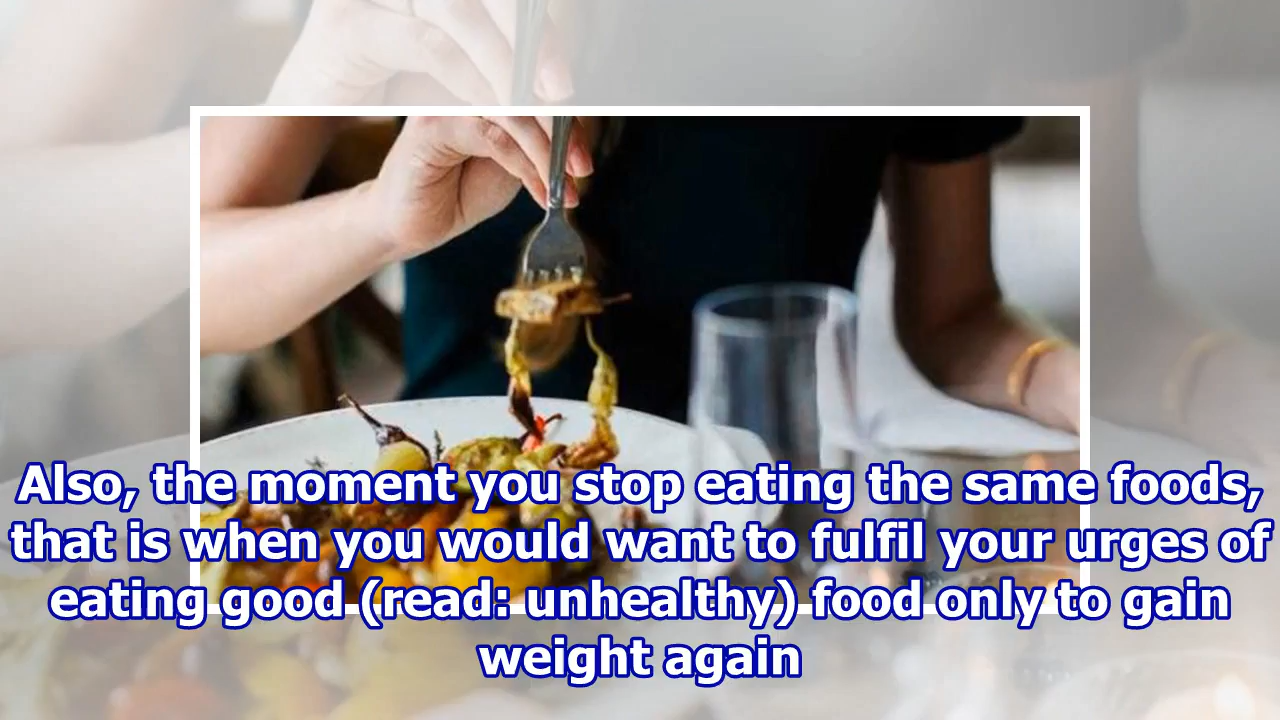 Also, the moment you stop eating the same foods,
that is when you would want to fulfil your urges of
eating good (read: unhealthy) food only to gain
weight again